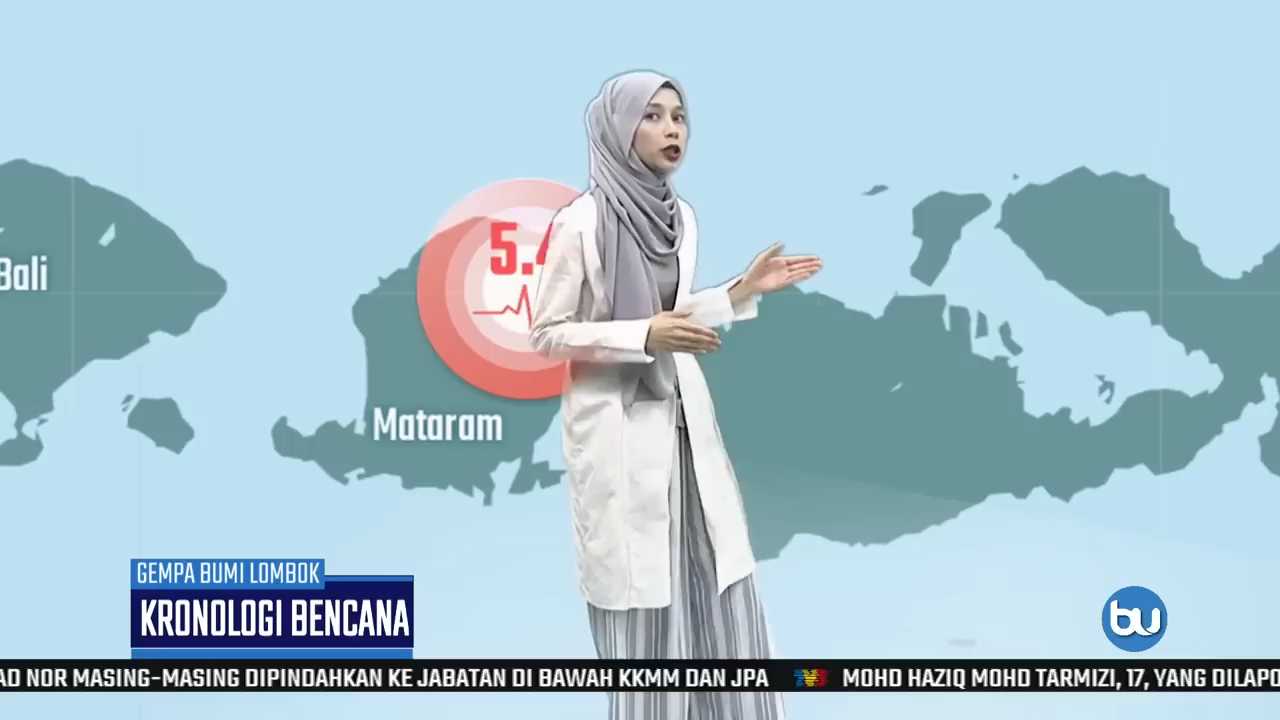 5.4
Bali
Mataram
GEMPA BUMI LOMBOK
KRONOLOGI BENCANA
bu
AD NOR MASING-MASING DIPINDAHKAN KE JABATAN DI BAWAH KKMM DAN JPA
MOHD HAZIQ MOHD TARMIZI, 17, YANG DILAPO